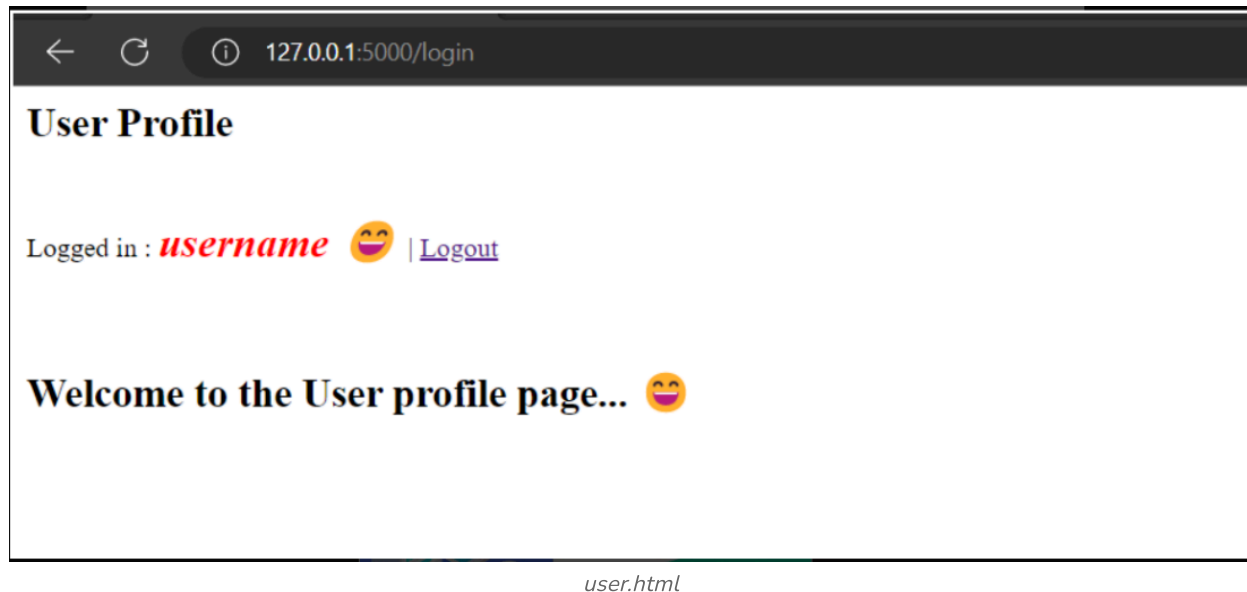 127.0.0.1:5000/login
User Profile
Logged in : username 😄 | Logout
Welcome to the User profile page... 😄
user.html